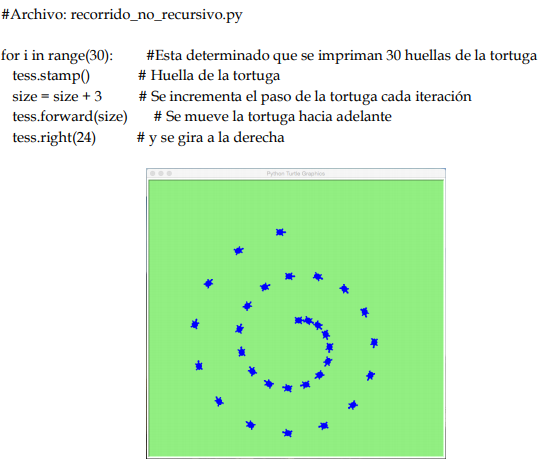 #Archivo: recorrido_no_recursivo.py
for i in range(30): #Esta determinado que se impriman 30 huellas de la tortuga
tess.stamp() # Huella de la tortuga
size = size + 3 # Se incrementa el paso de la tortuga cada iteración
tess.forward(size) # Se mueve la tortuga hacia adelante
tess.right(24) # y se gira a la derecha
Python Turtle Graphics